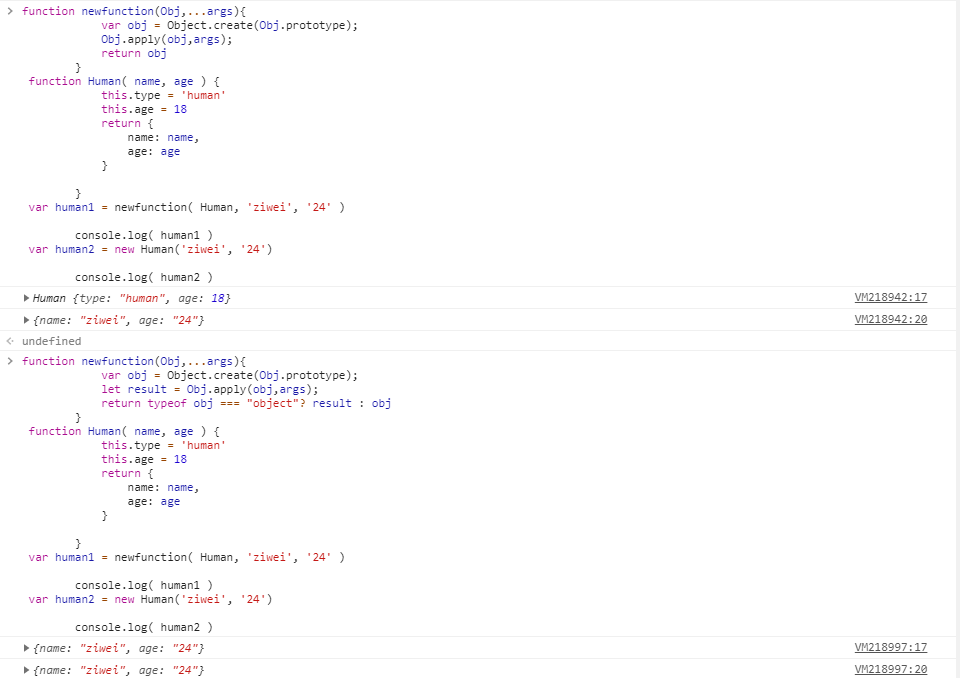 > function newfunction(Obj,...args){
var obj = Object.create(Obj.prototype);
Obj.apply(obj,args);
return obj
}
function Human( name, age ) {
this.type = 'human'
this.age = 18
return {
name: name,
age: age
}
}
var human1 = newfunction( Human, 'ziwei', '24' )
console.log( human1 )
var human2 = new Human('ziwei', '24')
console.log( human2 )
▶ Human {type: "human", age: 18} VM218942:17
▶ {name: "ziwei", age: "24"} VM218942:20
undefined
> function newfunction(Obj,...args){
var obj = Object.create(Obj.prototype);
let result = Obj.apply(obj,args);
return typeof obj === "object"? result : obj
}
function Human( name, age ) {
this.type = 'human'
this.age = 18
return {
name: name,
age: age
}
}
var human1 = newfunction( Human, 'ziwei', '24' )
console.log( human1 )
var human2 = new Human('ziwei', '24')
console.log( human2 )
▶ {name: "ziwei", age: "24"} VM218997:17
▶ {name: "ziwei", age: "24"} VM218997:20